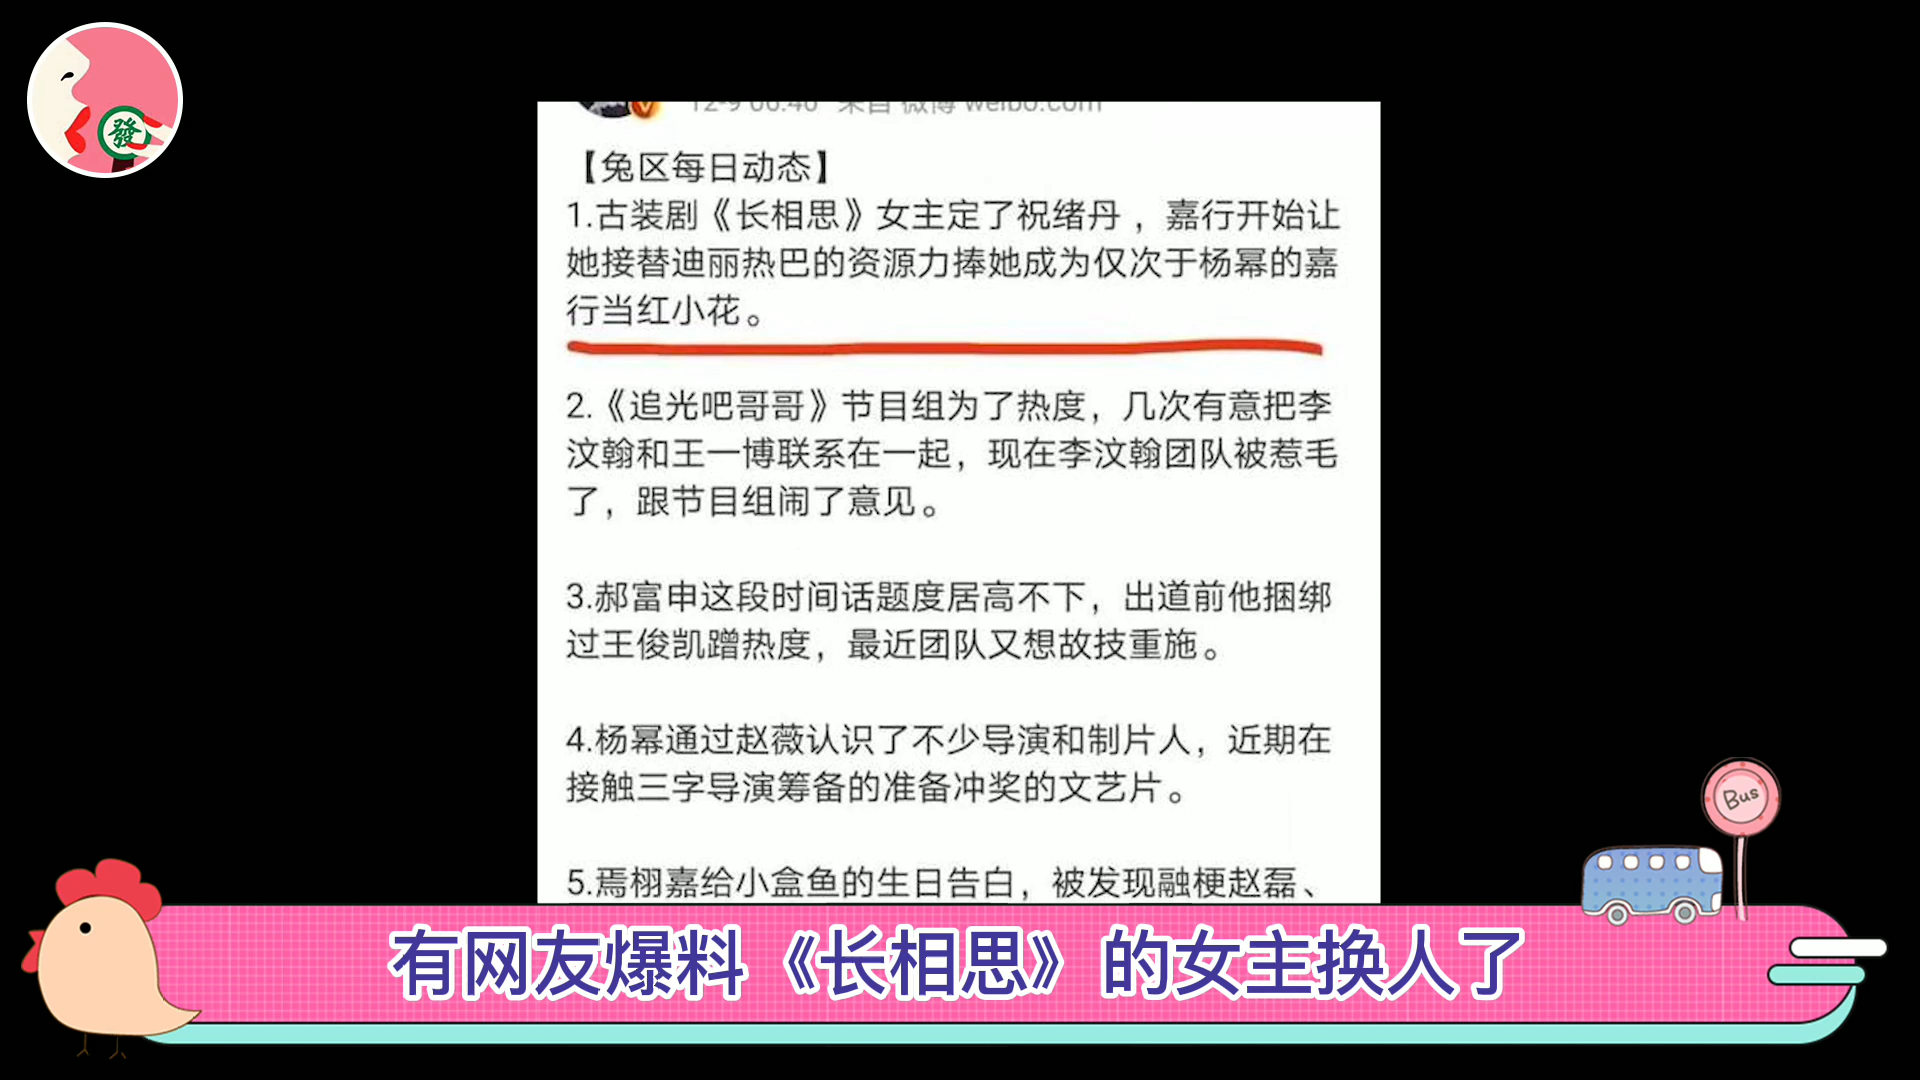 發
12-9 06:46 来自 微博 weibo.com
【兔区每日动态】
1.古装剧《长相思》女主定了祝绪丹，嘉行开始让
她接替迪丽热巴的资源力捧她成为仅次于杨幂的嘉
行当红小花。
2.《追光吧哥哥》节目组为了热度，几次有意把李
汶翰和王一博联系在一起，现在李汶翰团队被惹毛
了，跟节目组闹了意见。
3.郝富申这段时间话题度居高不下，出道前他捆绑
过王俊凯蹭热度，最近团队又想故技重施。
4.杨幂通过赵薇认识了不少导演和制片人，近期在
接触三字导演筹备的准备冲奖的文艺片。
5.焉栩嘉给小盒鱼的生日告白，被发现融梗赵磊、
Bus
有网友爆料《长相思》的女主换人了